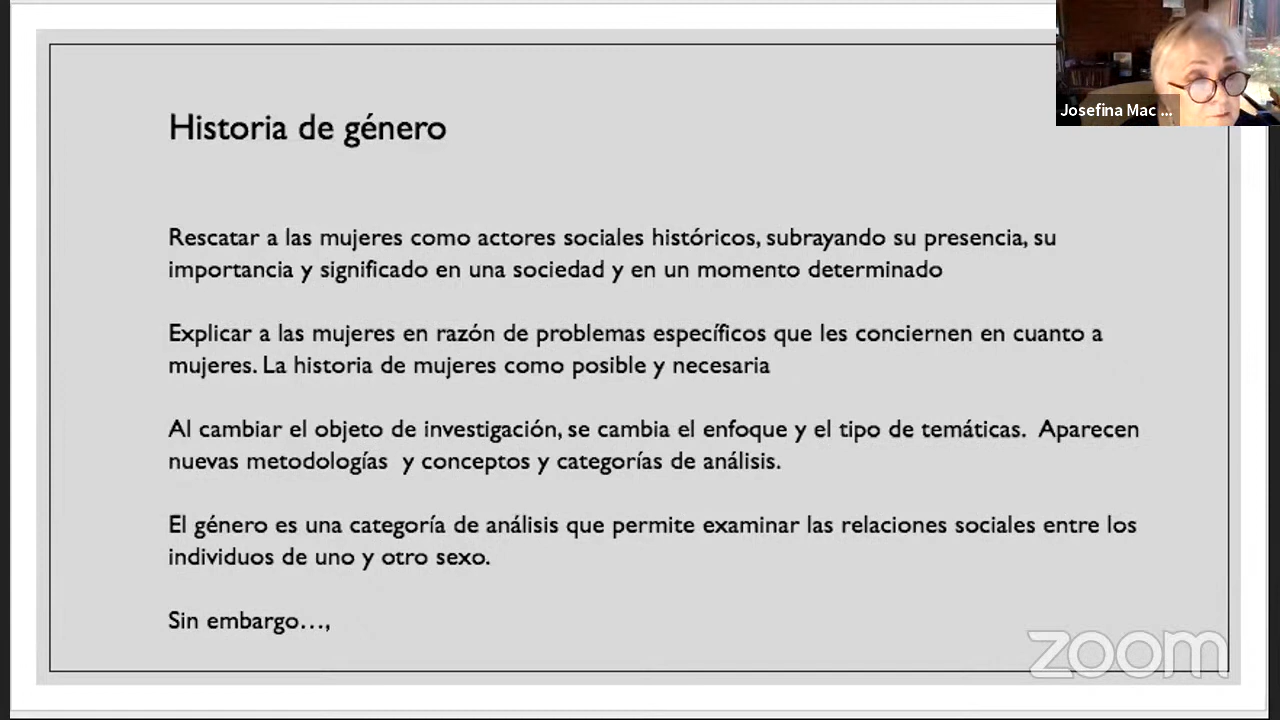 Josefina Mac ...
Historia de género
Rescatar a las mujeres como actores sociales históricos, subrayando su presencia, su
importancia y significado en una sociedad y en un momento determinado
Explicar a las mujeres en razón de problemas específicos que les conciernen en cuanto a
mujeres. La historia de mujeres como posible y necesaria
Al cambiar el objeto de investigación, se cambia el enfoque y el tipo de temáticas.  Aparecen
nuevas metodologías  y conceptos y categorías de análisis.
El género es una categoría de análisis que permite examinar las relaciones sociales entre los
individuos de uno y otro sexo.
Sin embargo…,
zoom